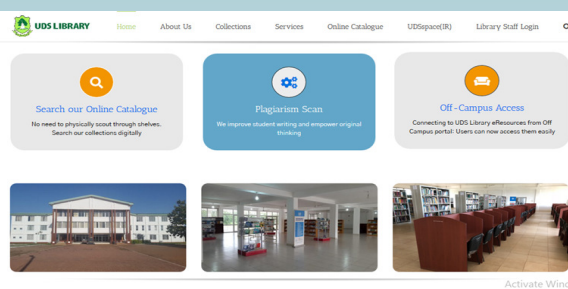 UDS LIBRARY
Home
About Us
Collections
Services
Online Catalogue
UDSspace(IR)
Library Staff Login
Search our Online Catalogue
No need to physically scout through shelves.
Search our collections digitally
Plagiarism Scan
We improve student writing and empower original
thinking
Off-Campus Access
Connecting to UDS Library eResources from Off
Campus portal: Users can now access them easily
Activate Wind